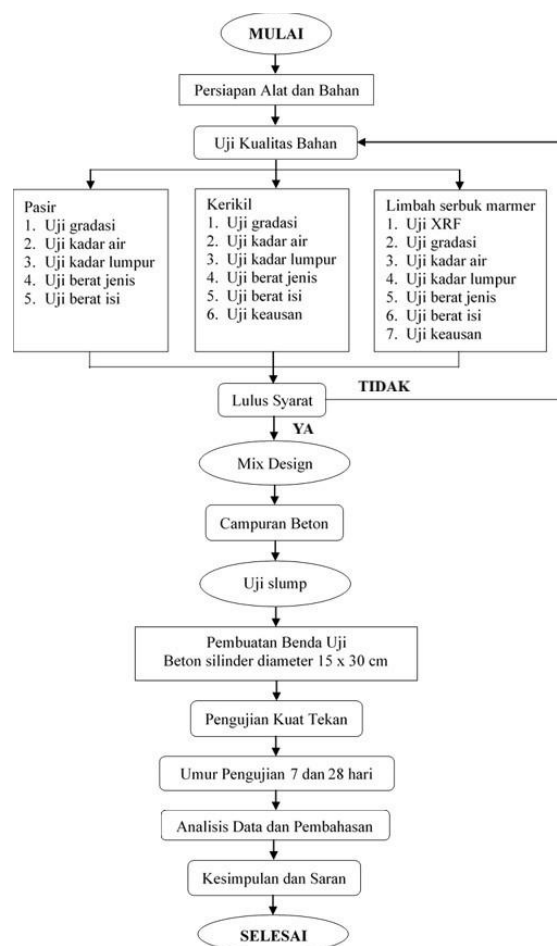 MULAI
Persiapan Alat dan Bahan
Uji Kualitas Bahan
Pasir
1. Uji gradasi
2. Uji kadar air
3. Uji kadar lumpur
4. Uji berat jenis
5. Uji berat isi
Kerikil
1. Uji gradasi
2. Uji kadar air
3. Uji kadar lumpur
4. Uji berat jenis
5. Uji berat isi
6. Uji keausan
Limbah serbuk marmer
1. Uji XRF
2. Uji gradasi
3. Uji kadar air
4. Uji kadar lumpur
5. Uji berat jenis
6. Uji berat isi
7. Uji keausan
Lulus Syarat
TIDAK
YA
Mix Design
Campuran Beton
Uji slump
Pembuatan Benda Uji
Beton silinder diameter 15 x 30 cm
Pengujian Kuat Tekan
Umur Pengujian 7 dan 28 hari
Analisis Data dan Pembahasan
Kesimpulan dan Saran
SELESAI